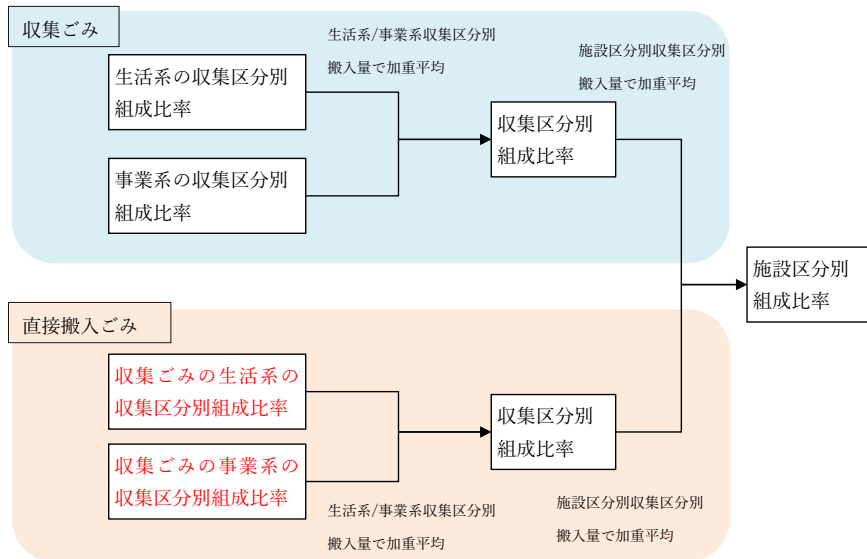 収集ごみ
生活系/事業系収集区分別
搬入量で加重平均
施設区分別収集区分別
搬入量で加重平均
生活系の収集区分別
組成比率
収集区分別
組成比率
事業系の収集区分別
組成比率
施設区分別
組成比率
直接搬入ごみ
収集ごみの生活系の
収集区分別組成比率
収集区分別
組成比率
収集ごみの事業系の
収集区分別組成比率
生活系/事業系収集区分別
搬入量で加重平均
施設区分別収集区分別
搬入量で加重平均